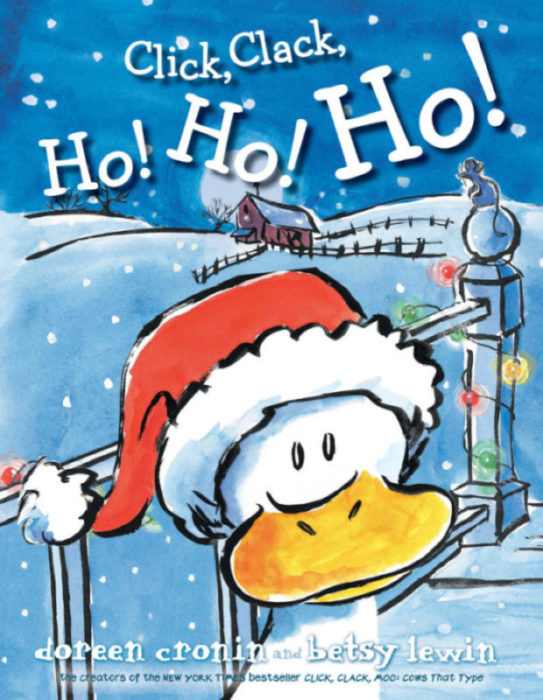 Click, Clack,
Ho! Ho! Ho!
doreen cronin and betsy lewin
the creators of the NEW YORK TIMES bestseller CLICK, CLACK, MOO: Cows That Type